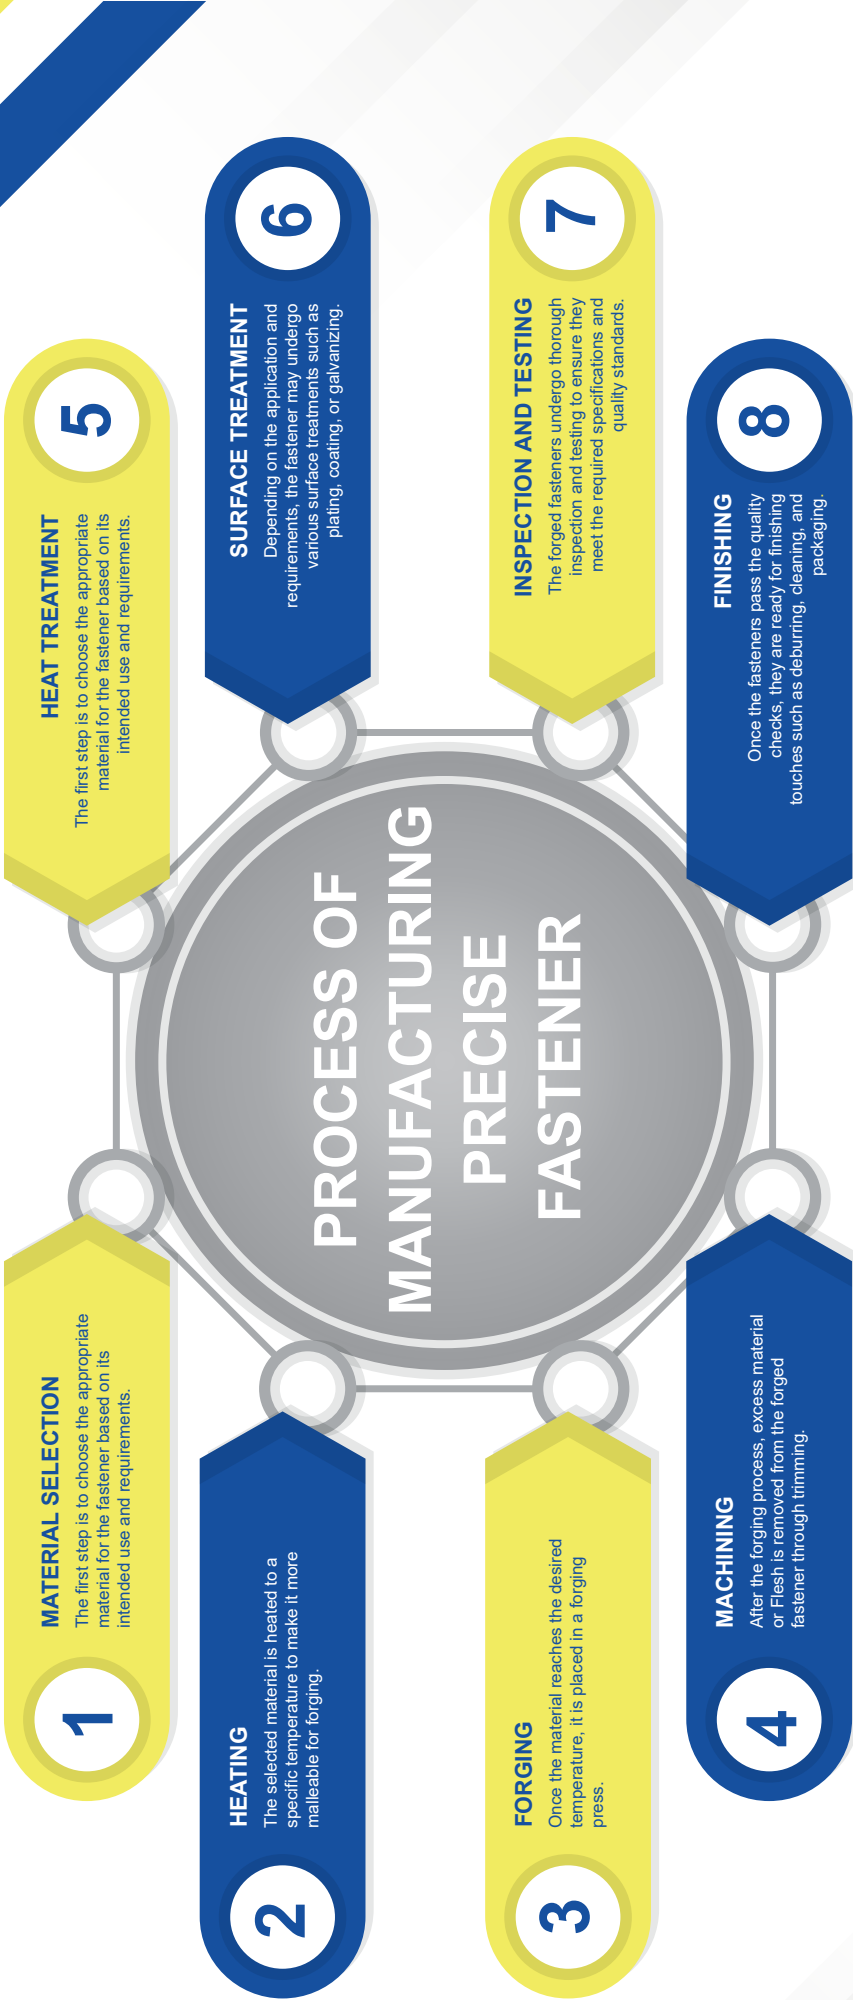 PROCESS OF
MANUFACTURING
PRECISE
FASTENER
1
MATERIAL SELECTION
The first step is to choose the appropriate
material for the fastener based on its
intended use and requirements.
2
HEATING
The selected material is heated to a
specific temperature to make it more
malleable for forging.
3
FORGING
Once the material reaches the desired
temperature, it is placed in a forging
press.
4
MACHINING
After the forging process, excess material
or Flesh is removed from the forged
fastener through trimming.
5
HEAT TREATMENT
The first step is to choose the appropriate
material for the fastener based on its
intended use and requirements.
6
SURFACE TREATMENT
Depending on the application and
requirements, the fastener may undergo
various surface treatments such as
plating, coating, or galvanizing.
7
INSPECTION AND TESTING
The forged fasteners undergo thorough
inspection and testing to ensure they
meet the required specifications and
quality standards.
8
FINISHING
Once the fasteners pass the quality
checks, they are ready for finishing
touches such as deburring, cleaning, and
packaging.